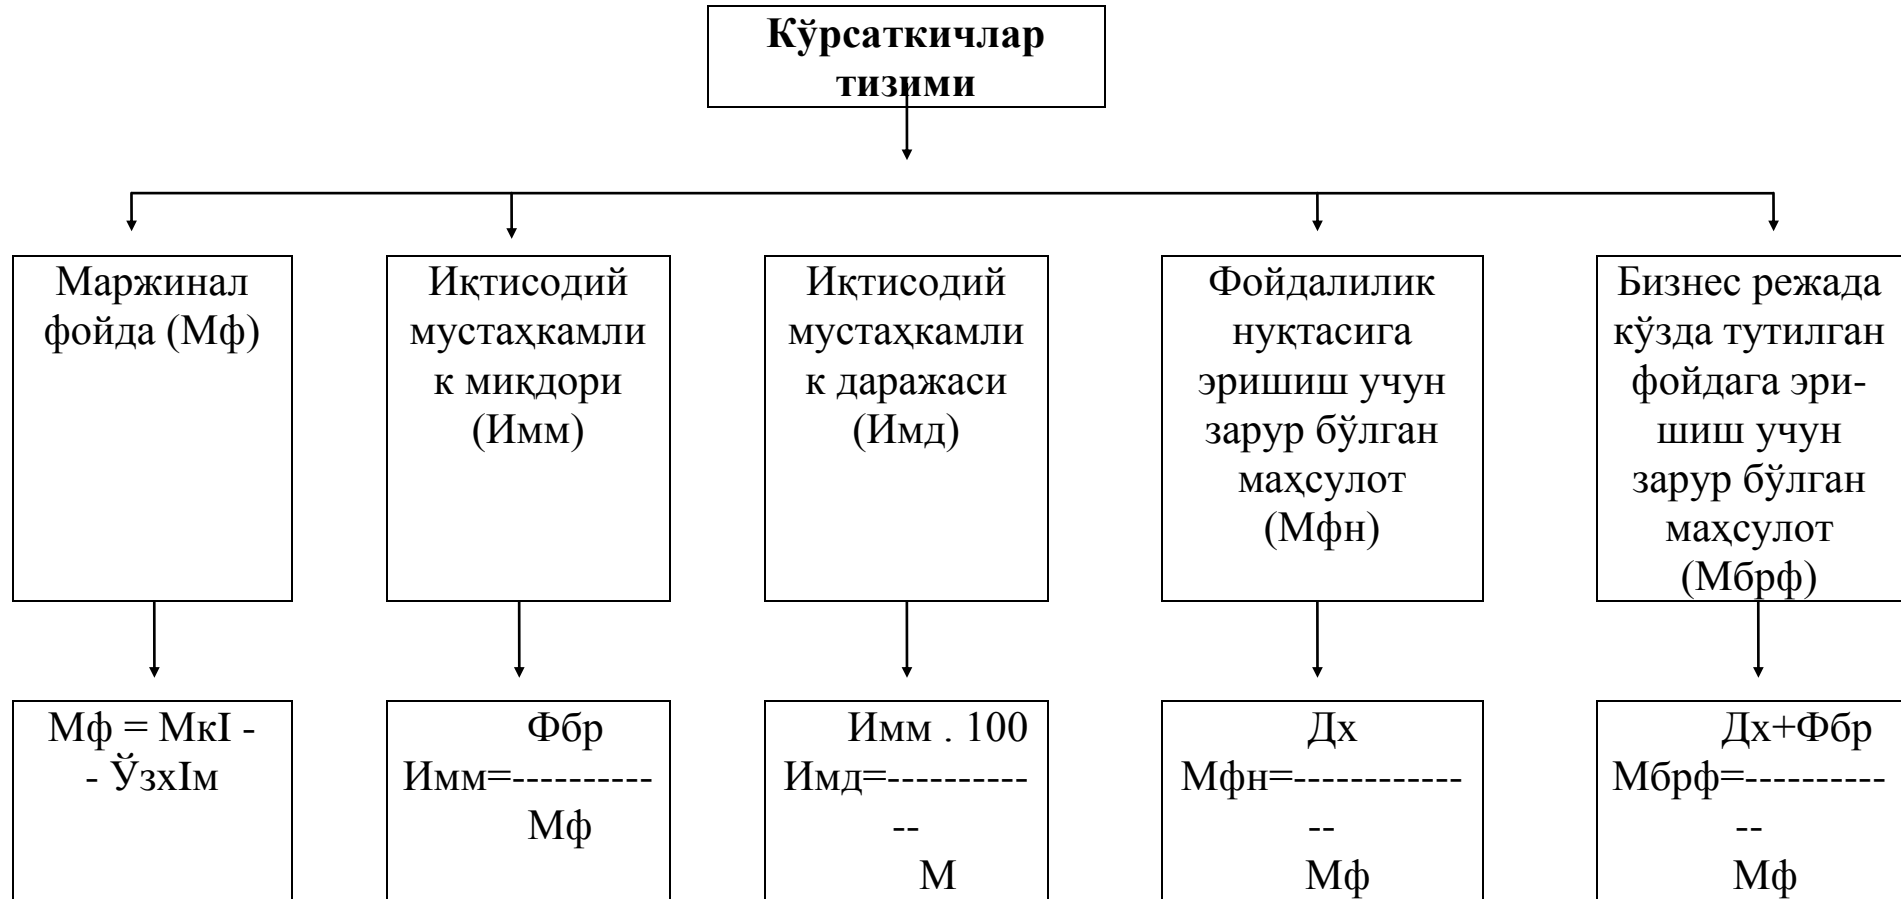 Кўрсаткичлар
тизими
Маржинал
фойда (Мф)
Иқтисодий
мустаҳкамли
к миқдори
(Имм)
Иқтисодий
мустаҳкамли
к даражаси
(Имд)
Фойдалилик
нуқтасига
эришиш учун
зарур бўлган
маҳсулот
(Мфн)
Бизнес режада
кўзда тутилган
фойдага эри-
шиш учун
зарур бўлган
маҳсулот
(Мбрф)
Мф = МкI -
- ЎзхIм
Фбр
Имм=----------
Мф
Имм . 100
Имд=----------
--
М
Дх
Мфн=------------
--
Мф
Дх+Фбр
Мбрф=----------
--
Мф